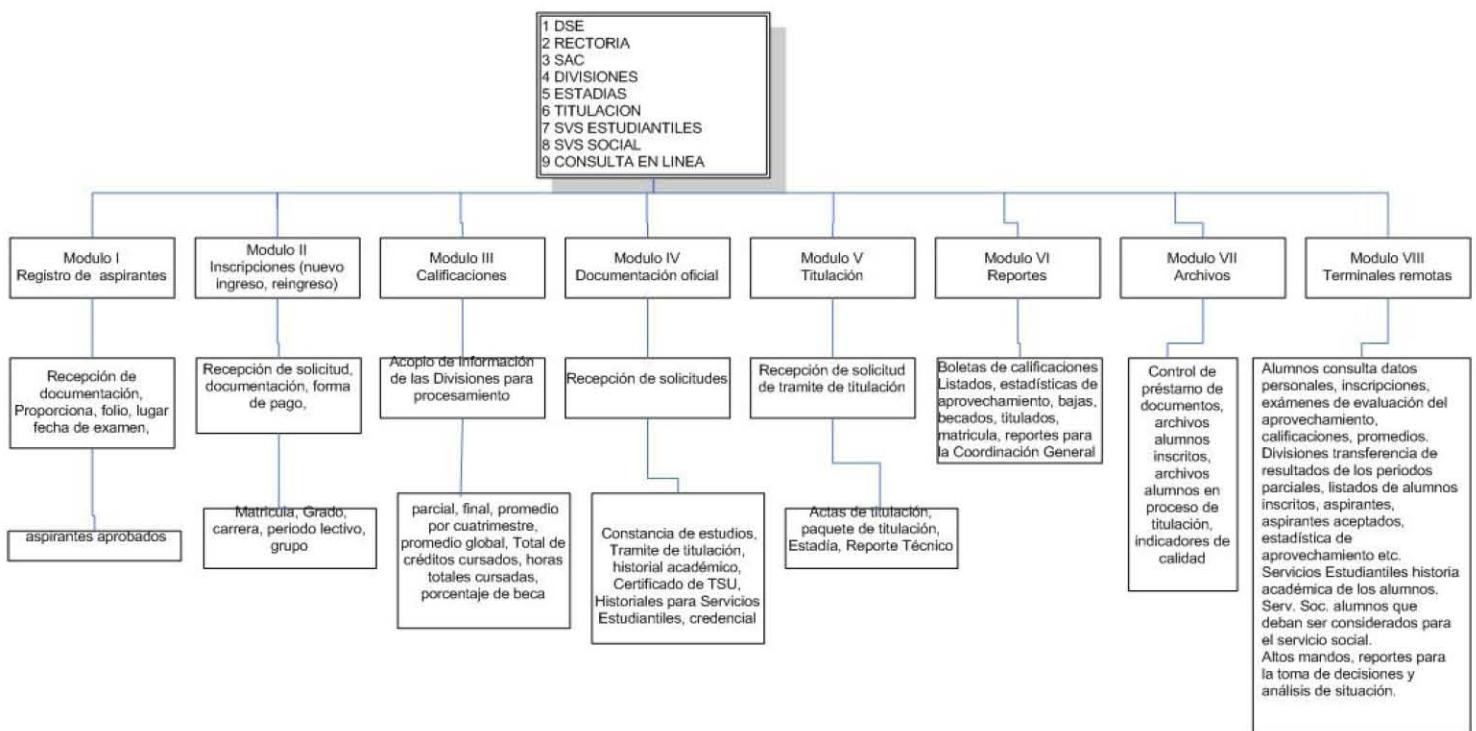 1 DSE
2 RECTORIA
3 SAC
4 DIVISIONES
5 ESTADIAS
6 TITULACION
7 SVS ESTUDIANTILES
8 SVS SOCIAL
9 CONSULTA EN LINEA
Modulo I
Registro de aspirantes
Modulo II
Inscripciones (nuevo
ingreso, reingreso)
Modulo III
Calificaciones
Modulo IV
Documentación oficial
Modulo V
Titulación
Modulo VI
Reportes
Modulo VII
Archivos
Modulo VIII
Terminales remotas
Recepción de
documentación,
Proporciona, folio, lugar
fecha de examen,
Recepción de solicitud,
documentación, forma
de pago,
Acopio de información
de las Divisiones para
procesamiento
Recepción de solicitudes
Recepción de solicitud
de tramite de titulación
Boletas de calificaciones
Listados, estadísticas de
aprovechamiento, bajas,
becados, titulados,
matricula, reportes para
la Coordinación General
Control de
préstamo de
documentos,
archivos
alumnos
inscritos,
archivos
alumnos en
proceso de
titulación,
indicadores de
calidad
Alumnos consulta datos
personales, inscripciones,
exámenes de evaluación del
aprovechamiento,
calificaciones, promedios.
Divisiones transferencia de
resultados de los periodos
parciales, listados de alumnos
inscritos, aspirantes,
aspirantes aceptados,
estadística de
aprovechamiento etc.
Servicios Estudiantiles historia
académica de los alumnos.
Serv. Soc. alumnos que
deban ser considerados para
el servicio social.
Altos mandos, reportes para
la toma de decisiones y
análisis de situación.
aspirantes aprobados
Matricula, Grado,
carrera, periodo lectivo,
grupo
parcial, final, promedio
por cuatrimestre,
promedio global, Total de
créditos cursados, horas
totales cursadas,
porcentaje de beca
Constancia de estudios,
Tramite de titulación,
historial académico,
Certificado de TSU,
Historiales para Servicios
Estudiantiles, credencial
Actas de titulación,
paquete de titulación,
Estadía, Reporte Técnico